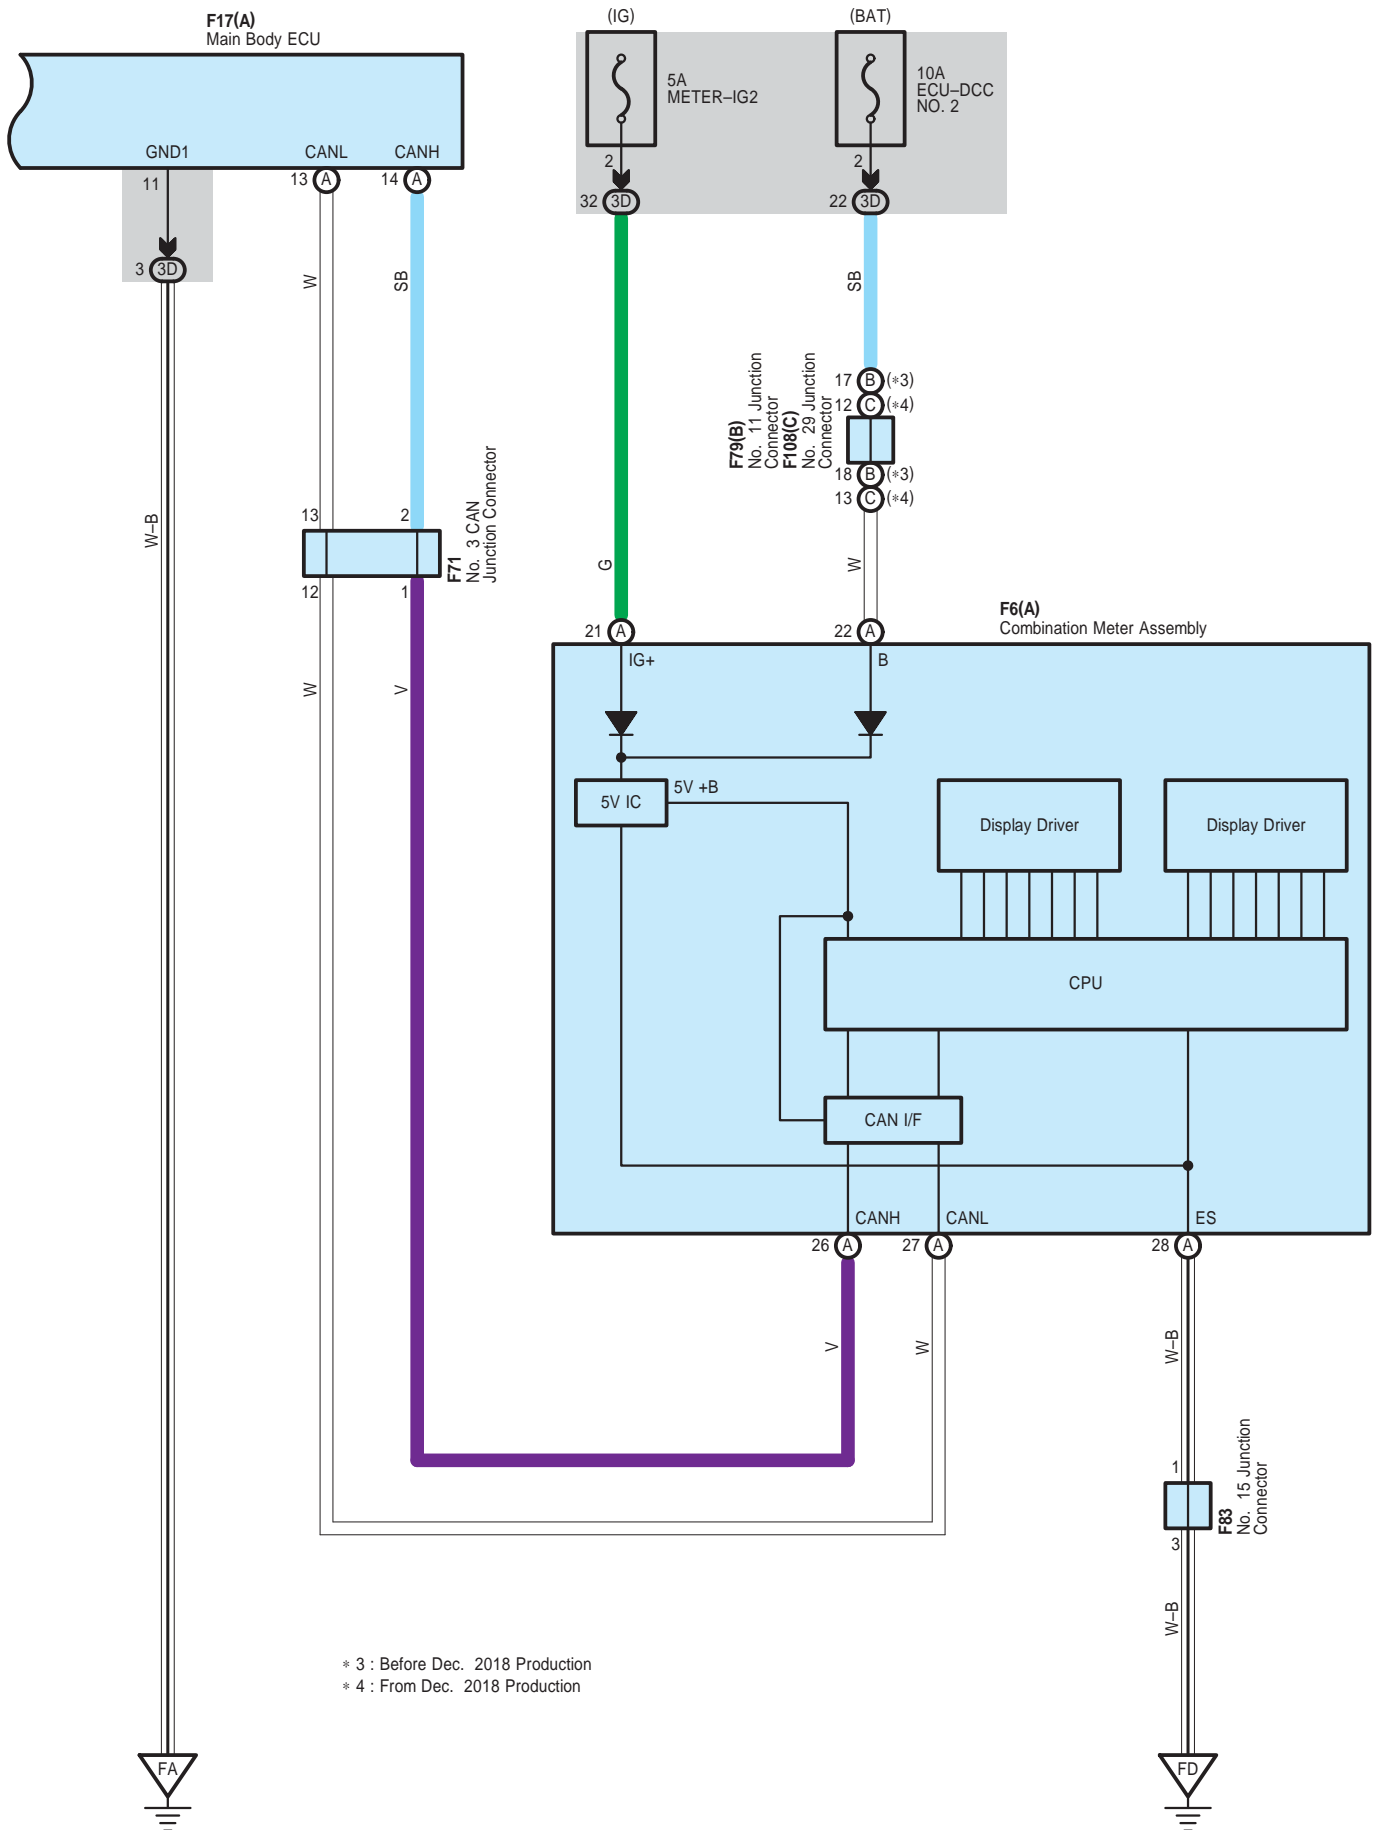 F17(A)
Main Body ECU
(IG)
(BAT)
5A
METER–IG2
10A
ECU–DCC
NO. 2
GND1
CANL
CANH
11
13
A
14
A
2
2
32
3D
22
3D
3
3D
W
SB
SB
17
B
(∗3)
12
C
(∗4)
F79(B)
No. 11 Junction
Connector
F108(C)
No. 29 Junction
Connector
18
B
(∗3)
13
C
(∗4)
W–B
13
2
F71
No. 3 CAN
Junction Connector
12
1
G
W
F6(A)
Combination Meter Assembly
21
A
22
A
IG+
B
W
V
5V IC
5V +B
Display Driver
Display Driver
CPU
CAN I/F
CANH
CANL
ES
26
A
27
A
28
A
V
W
W–B
1
F83
No. 15 Junction
Connector
3
W–B
∗ 3 : Before Dec. 2018 Production
∗ 4 : From Dec. 2018 Production
FA
FD